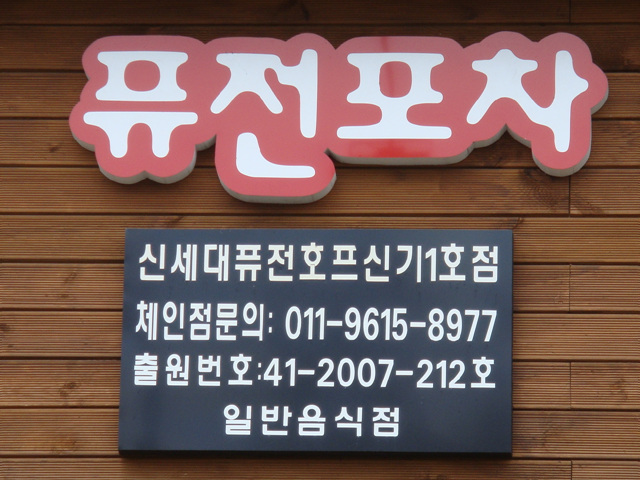 퓨전포차
신세대퓨전호프신기1호점
체인점문의: 011-9615-8977
출원번호:41-2007-212호
일반음식점